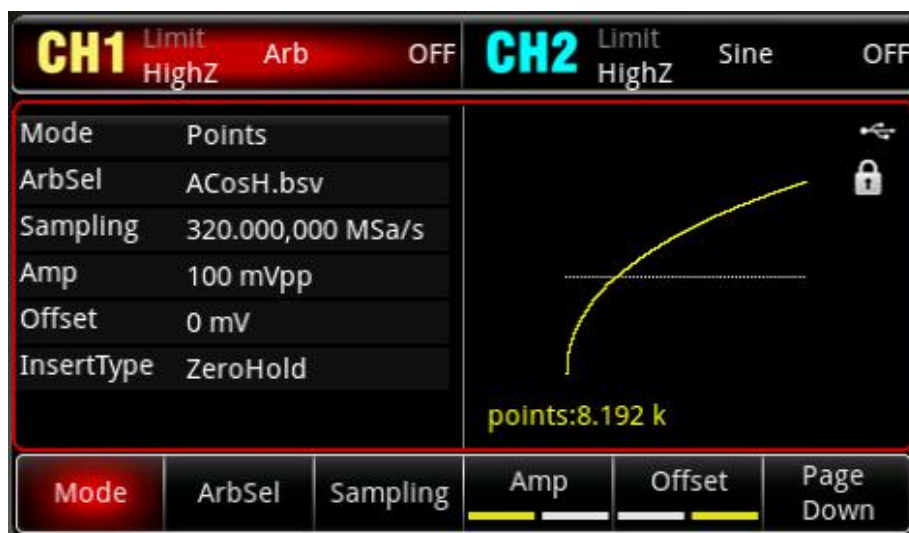 CH1 Limit HighZ Arb OFF CH2 Limit HighZ Sine OFF
Mode Points
ArbSel ACosH.bsv
Sampling 320.000,000 MSa/s
Amp 100 mVpp
Offset 0 mV
InsertType ZeroHold
points:8.192 k
Mode ArbSel Sampling Amp Offset Page Down